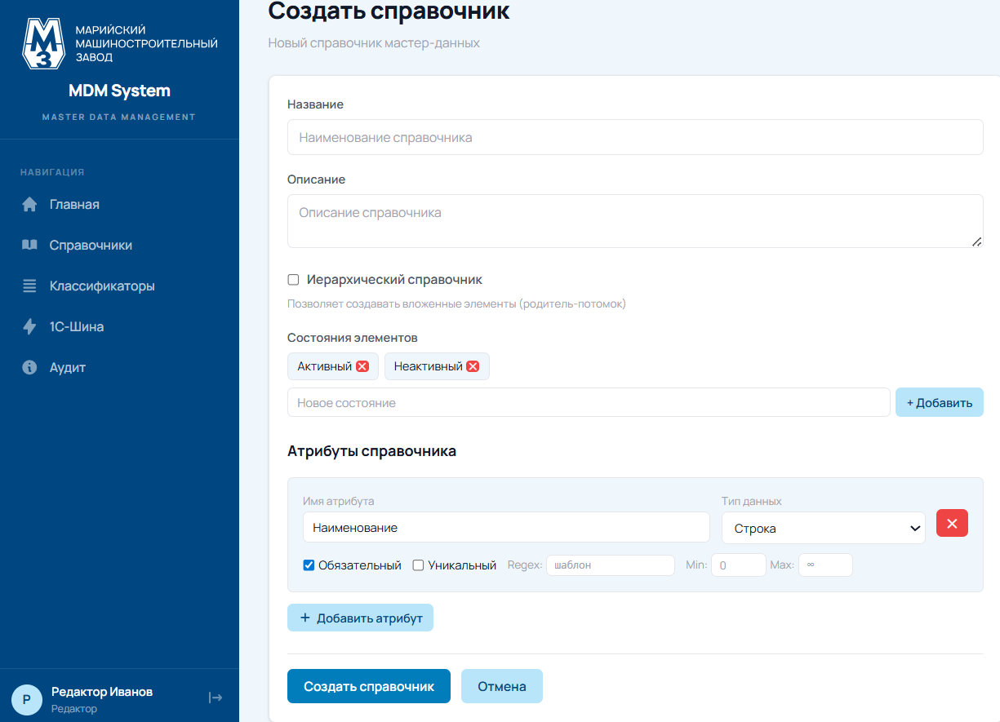 МАРИЙСКИЙ
МАШИНОСТРОИТЕЛЬНЫЙ
ЗАВОД
MDM System
MASTER DATA MANAGEMENT
НАВИГАЦИЯ
Главная
Справочники
Классификаторы
1С-Шина
Аудит
Р
Редактор Иванов
Редактор
Создать справочник
Новый справочник мастер-данных
Название
Наименование справочника
Описание
Описание справочника
Иерархический справочник
Позволяет создавать вложенные элементы (родитель-потомок)
Состояния элементов
Активный Неактивный
Новое состояние + Добавить
Атрибуты справочника
Имя атрибута Тип данных
Наименование Строка
Обязательный Уникальный Regex: шаблон Min: 0 Max: ∞
+ Добавить атрибут
Создать справочник Отмена